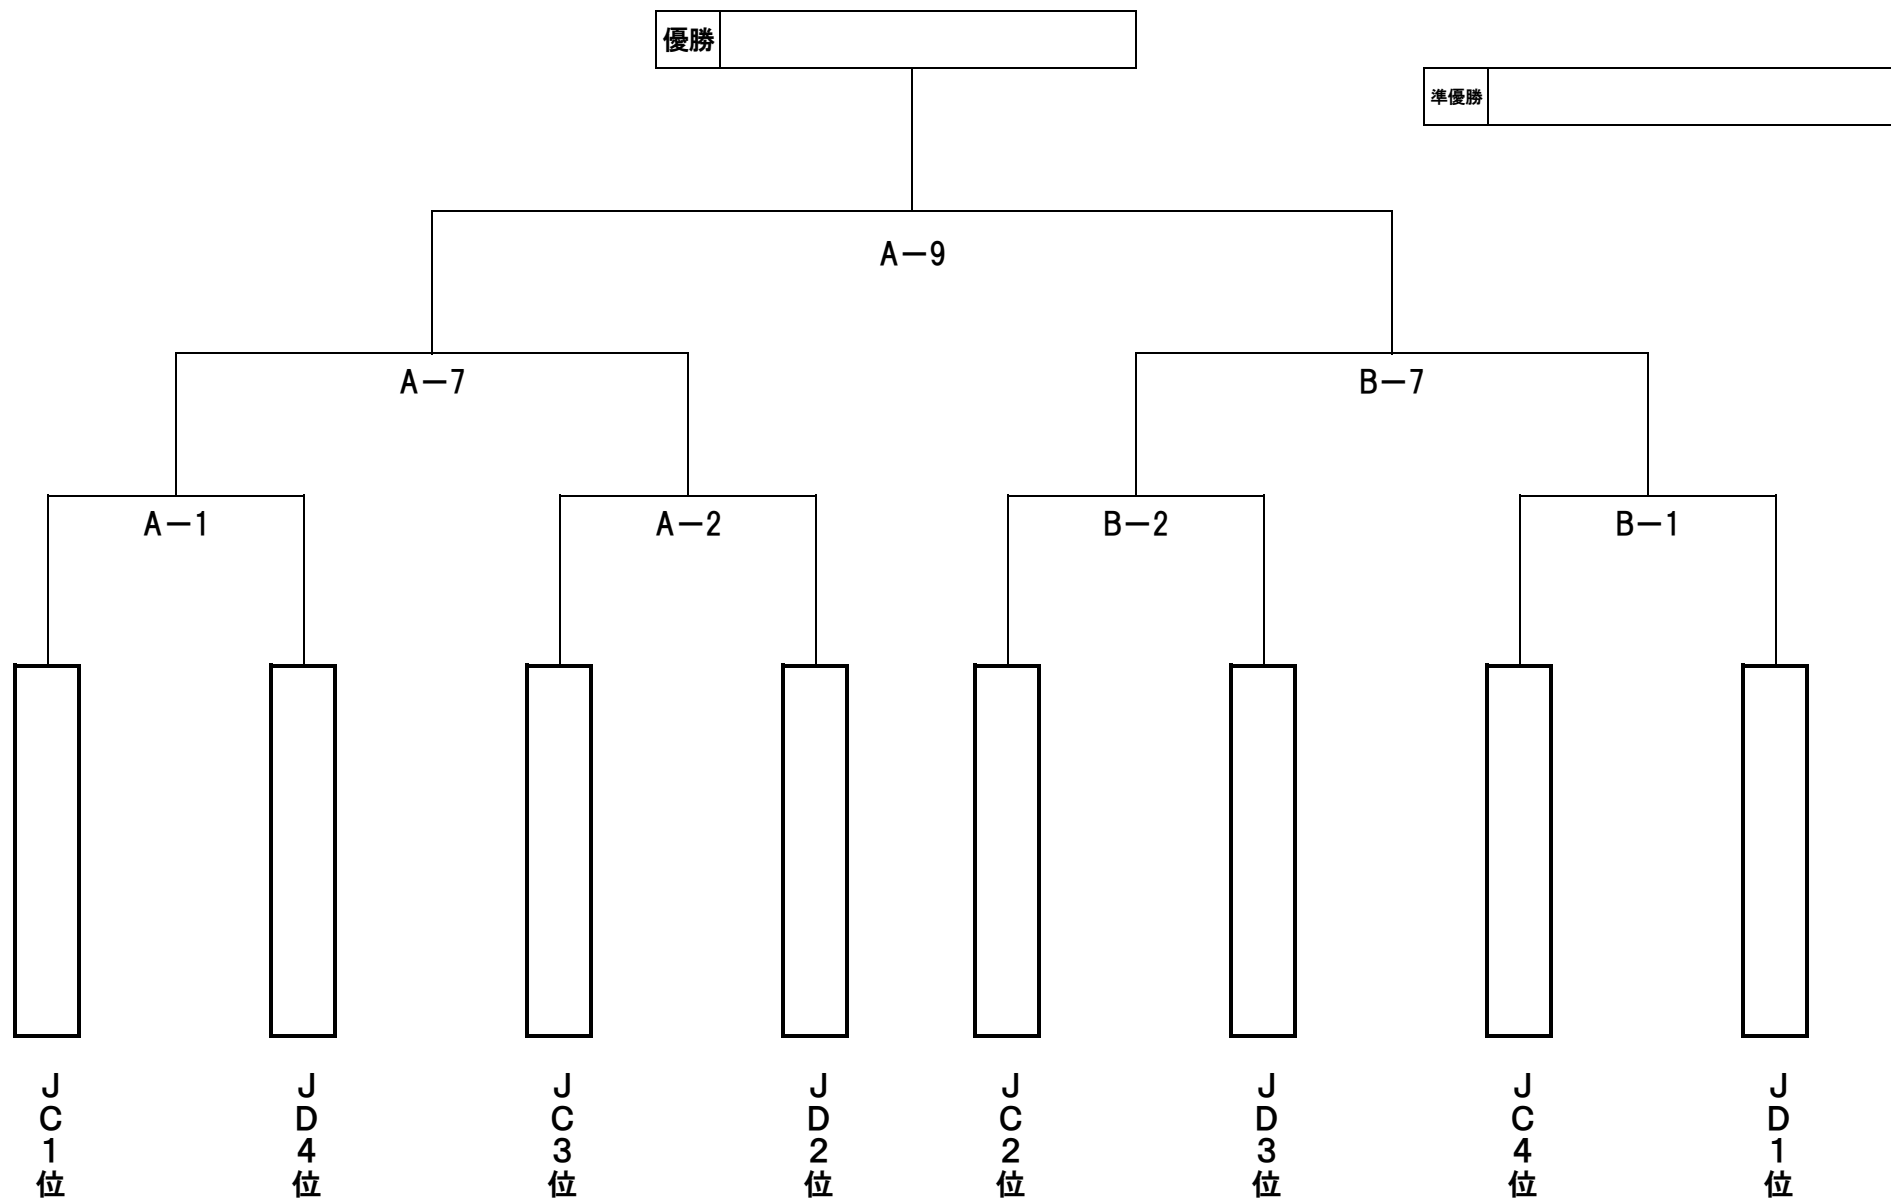 優勝
準優勝
A－9
A－7
B－7
A－1
A－2
B－2
B－1
JC1位
JD4位
JC3位
JD2位
JC2位
JD3位
JC4位
JD1位